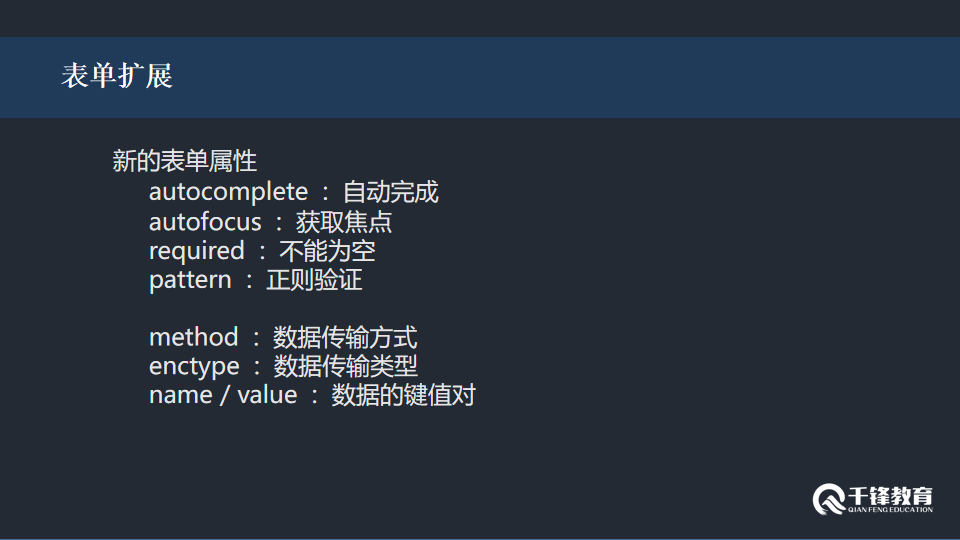 表单扩展
新的表单属性
autocomplete ： 自动完成
autofocus ： 获取焦点
required ： 不能为空
pattern ： 正则验证
method ： 数据传输方式
enctype ： 数据传输类型
name / value ： 数据的键值对
千锋教育
QIAN FENG EDUCATION